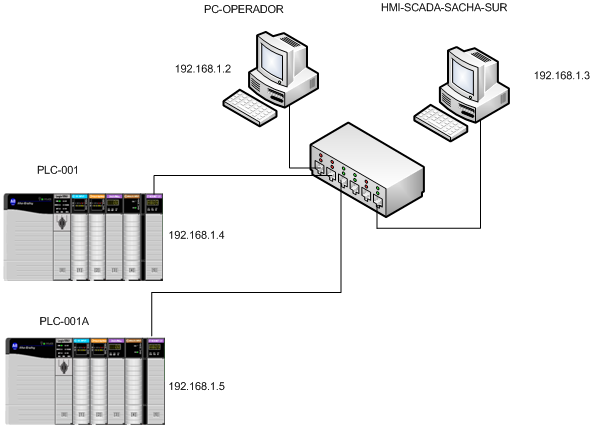 PC-OPERADOR
HMI-SCADA-SACHA-SUR
192.168.1.2
192.168.1.3
PLC-001
192.168.1.4
PLC-001A
192.168.1.5